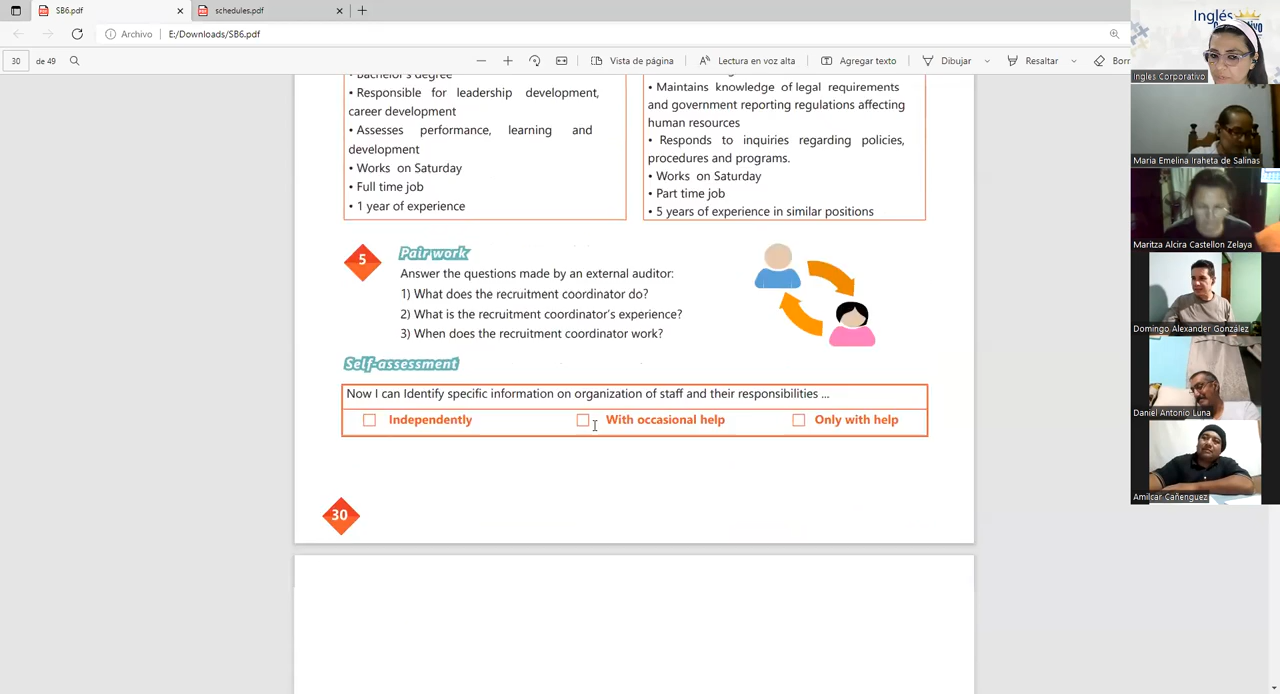 SB6.pdf
schedules.pdf
Archivo
E:/Downloads/SB6.pdf
30 de 49
Vista de página
Lectura en voz alta
Agregar texto
Dibujar
Resaltar
Borr
• Bachelor's degree
• Responsible for leadership development,
career development
• Assesses performance, learning and
development
• Works on Saturday
• Full time job
• 1 year of experience
• Maintains knowledge of legal requirements
and government reporting regulations affecting
human resources
• Responds to inquiries regarding policies,
procedures and programs.
• Works on Saturday
• Part time job
• 5 years of experience in similar positions
5
Pair work
Answer the questions made by an external auditor:
1) What does the recruitment coordinator do?
2) What is the recruitment coordinator's experience?
3) When does the recruitment coordinator work?
Self-assessment
Now I can Identify specific information on organization of staff and their responsibilities ...
Independently
With occasional help
Only with help
30
Inglés
Ingles Corporativo
Maria Emelina Iraheta de Salinas
Maritza Alcira Castellon Zelaya
Domingo Alexander González
Daniel Antonio Luna
Amilcar Cañenguez